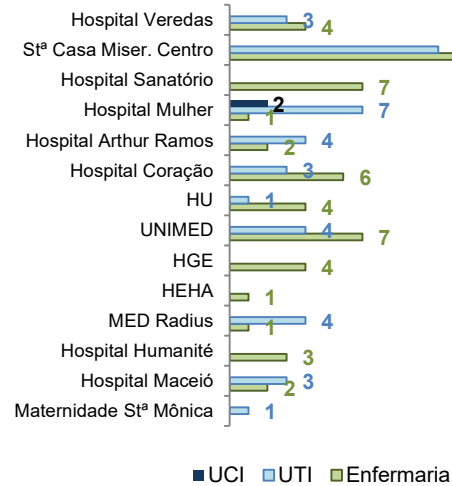 Hospital Veredas 3
4
Stª Casa Miser. Centro
Hospital Sanatório 7
Hospital Mulher 2
7
1
Hospital Arthur Ramos 4
2
Hospital Coração 3
6
HU 1
4
UNIMED 4
7
HGE 4
HEHA 1
MED Radius 4
1
Hospital Humanité 3
Hospital Maceió 3
2
Maternidade Stª Mônica 1
UCI UTI Enfermaria